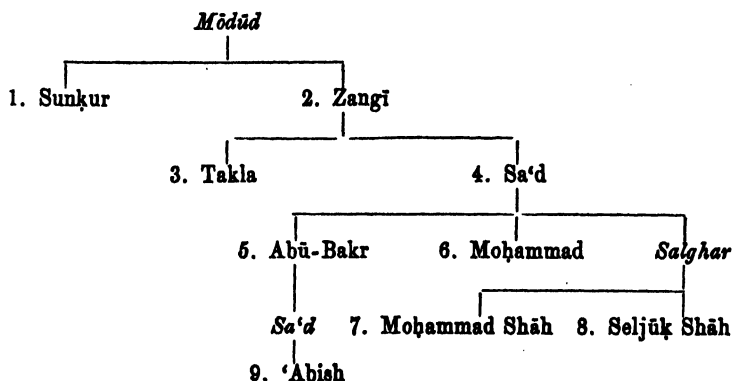 Mōdūd
1. Sunḳur 2. Zangī
3. Takla 4. Sa‘d
5. Abū-Bakr 6. Moḥammad Salghar
Sa‘d 7. Moḥammad Shāh 8. Seljūḳ Shāh
9. ‘Abish